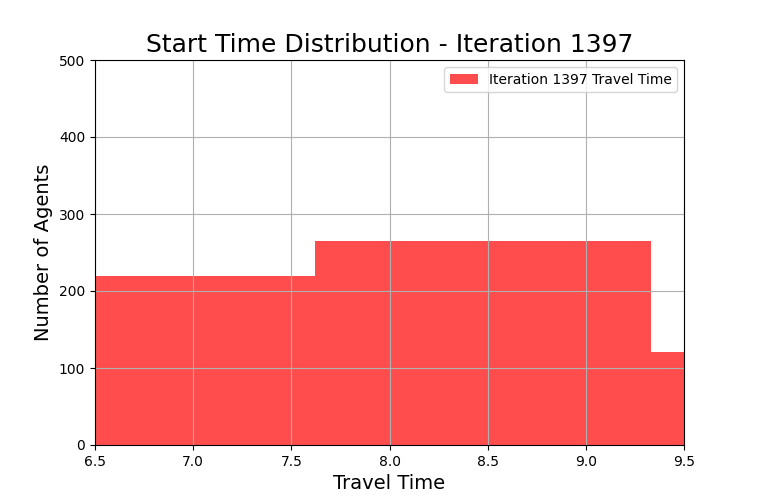 Start Time Distribution - Iteration 1397
Iteration 1397 Travel Time
Number of Agents
500
400
300
200
100
0
6.5 7.0 7.5 8.0 8.5 9.0 9.5
Travel Time